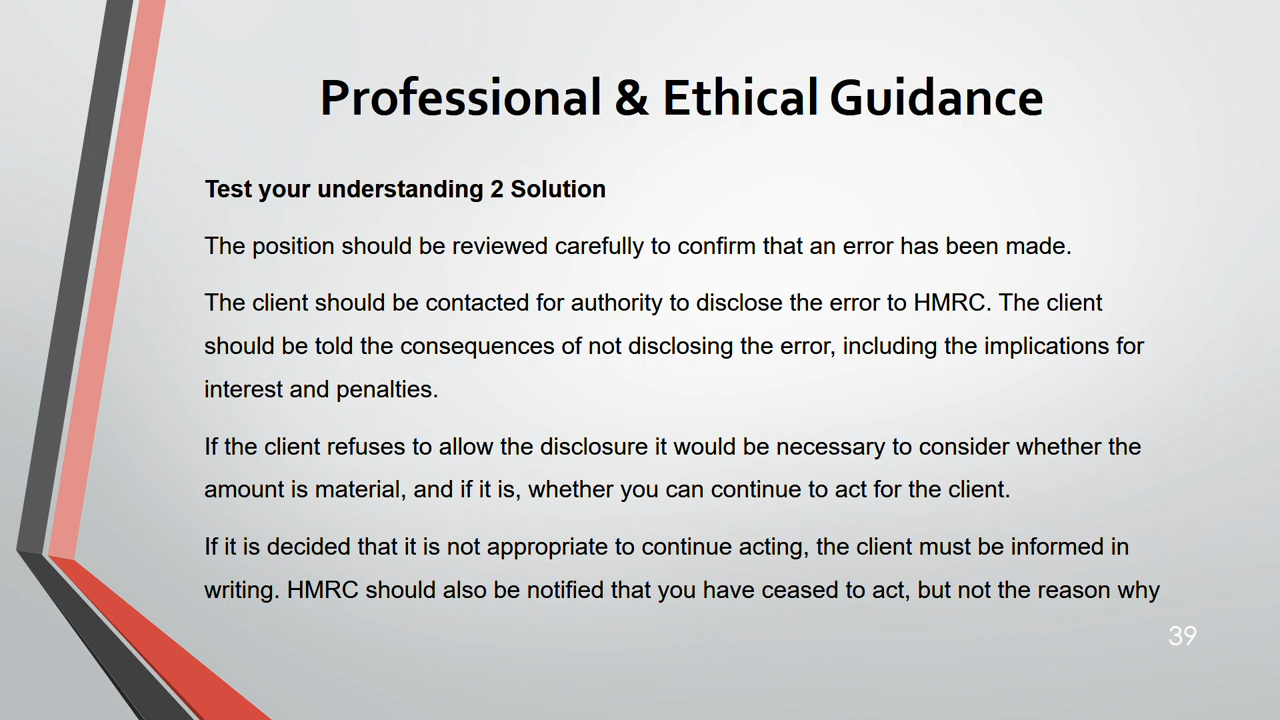 Professional & Ethical Guidance
Test your understanding 2 Solution
The position should be reviewed carefully to confirm that an error has been made.
The client should be contacted for authority to disclose the error to HMRC. The client
should be told the consequences of not disclosing the error, including the implications for
interest and penalties.
If the client refuses to allow the disclosure it would be necessary to consider whether the
amount is material, and if it is, whether you can continue to act for the client.
If it is decided that it is not appropriate to continue acting, the client must be informed in
writing. HMRC should also be notified that you have ceased to act, but not the reason why
39